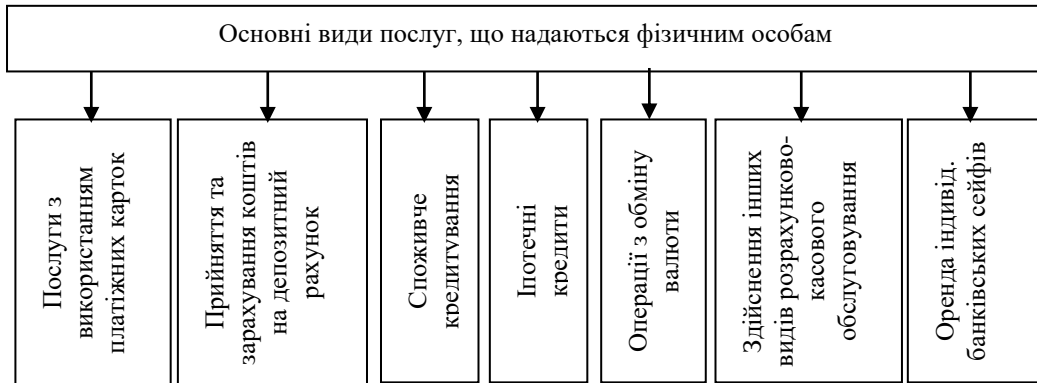 Основні види послуг, що надаються фізичним особам
Послуги з
використанням
платіжних карток
Прийняття та
зарахування коштів
на депозитний
рахунок
Споживче
кредитування
Іпотечні
кредити
Операції з обміну
валюти
Здійснення інших
видів розрахунково-
касового
обслуговування
Оренда індивід.
банківських сейфів